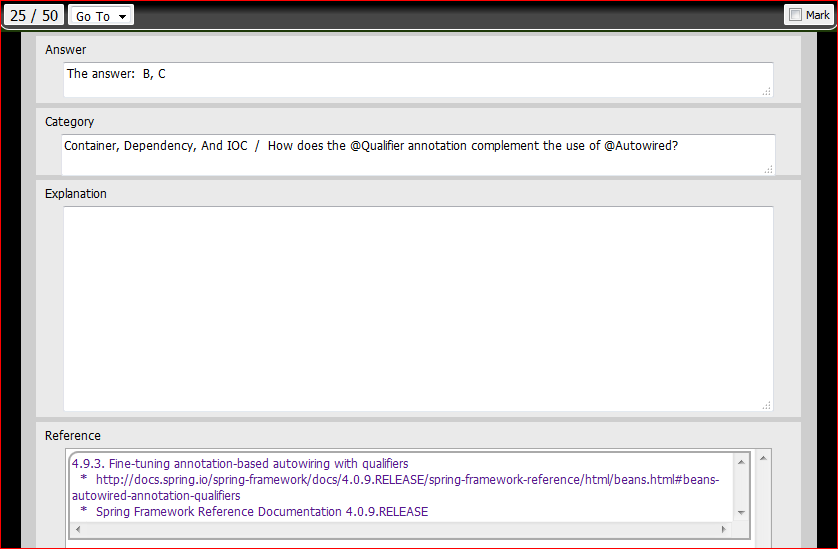 25 / 50
Go To
Mark
Answer
The answer:  B, C
Category
Container, Dependency, And IOC  /  How does the @Qualifier annotation complement the use of @Autowired?
Explanation
Reference
4.9.3. Fine-tuning annotation-based autowiring with qualifiers
*  http://docs.spring.io/spring-framework/docs/4.0.9.RELEASE/spring-framework-reference/html/beans.html#beans-
autowired-annotation-qualifiers
*  Spring Framework Reference Documentation 4.0.9.RELEASE